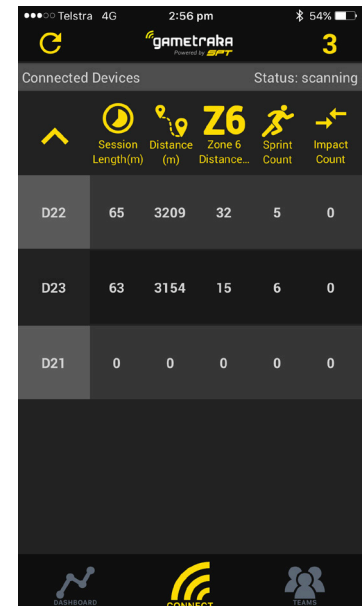 Telstra 4G 2:56 pm 54%
gametraka 3
Powered by SPT
Connected Devices Status: scanning
Z6
Session Length(m) Distance (m) Zone 6 Distance... Sprint Count Impact Count
D22 65 3209 32 5 0
D23 63 3154 15 6 0
D21 0 0 0 0 0
DASHBOARD CONNECT TEAMS